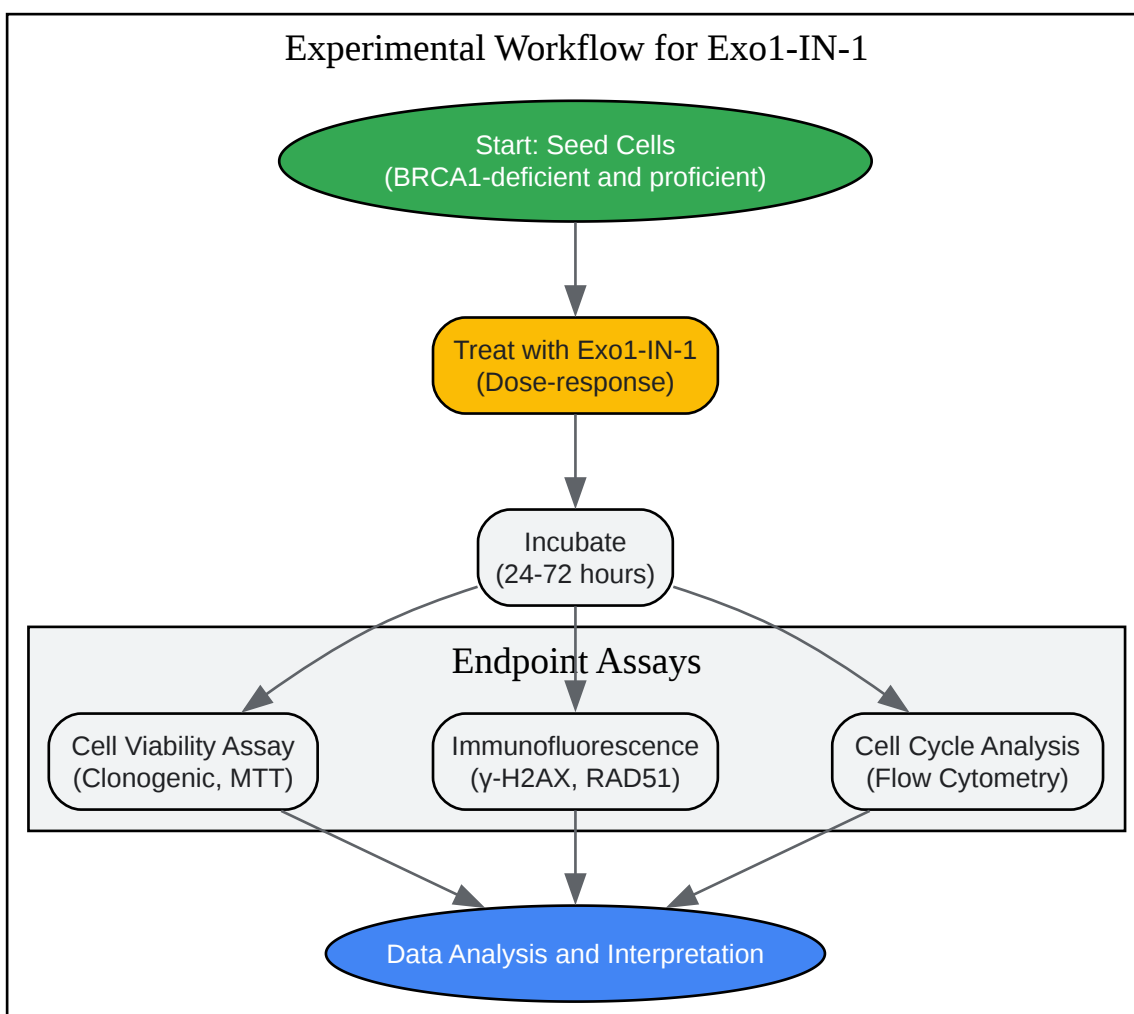 Experimental Workflow for Exo1-IN-1
Start: Seed Cells
(BRCA1-deficient and proficient)
Treat with Exo1-IN-1
(Dose-response)
Incubate
(24-72 hours)
Endpoint Assays
Cell Viability Assay
(Clonogenic, MTT)
Immunofluorescence
(γ-H2AX, RAD51)
Cell Cycle Analysis
(Flow Cytometry)
Data Analysis and Interpretation